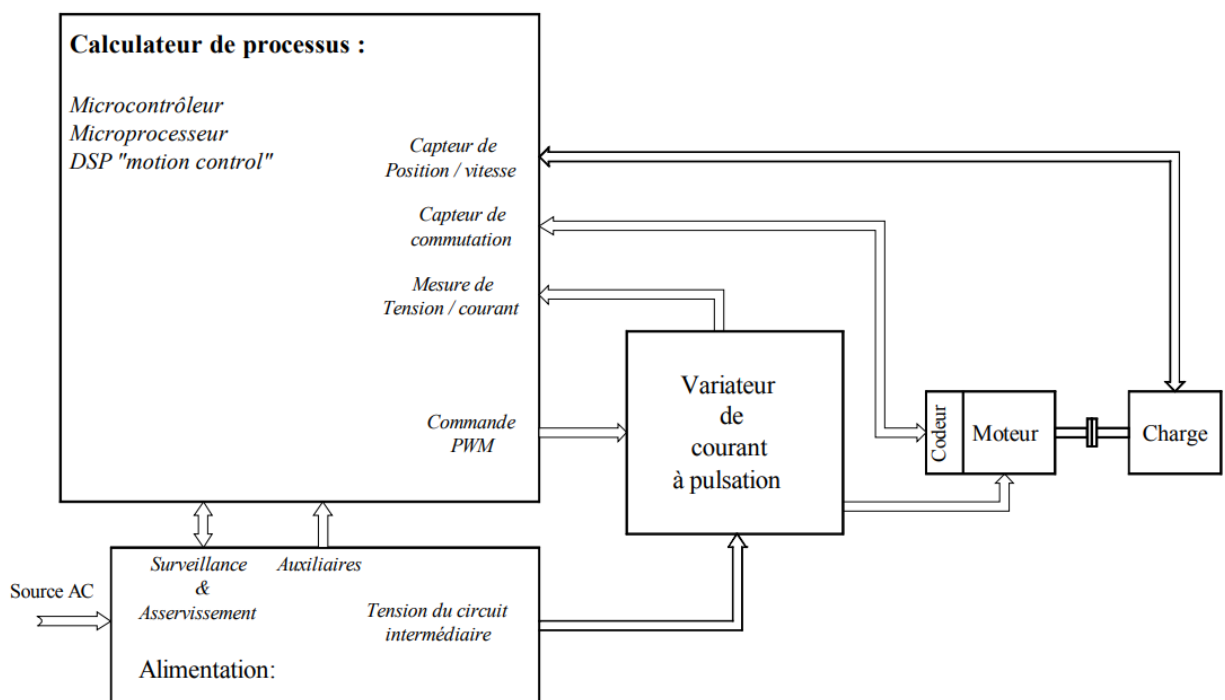 Calculateur de processus :
Microcontrôleur
Microprocesseur
DSP "motion control"
Capteur de
Position / vitesse
Capteur de
commutation
Mesure de
Tension / courant
Commande
PWM
Variateur
de
courant
à pulsation
Codeur
Moteur
Charge
Source AC
Surveillance
&
Asservissement
Auxiliaires
Tension du circuit
intermédiaire
Alimentation: